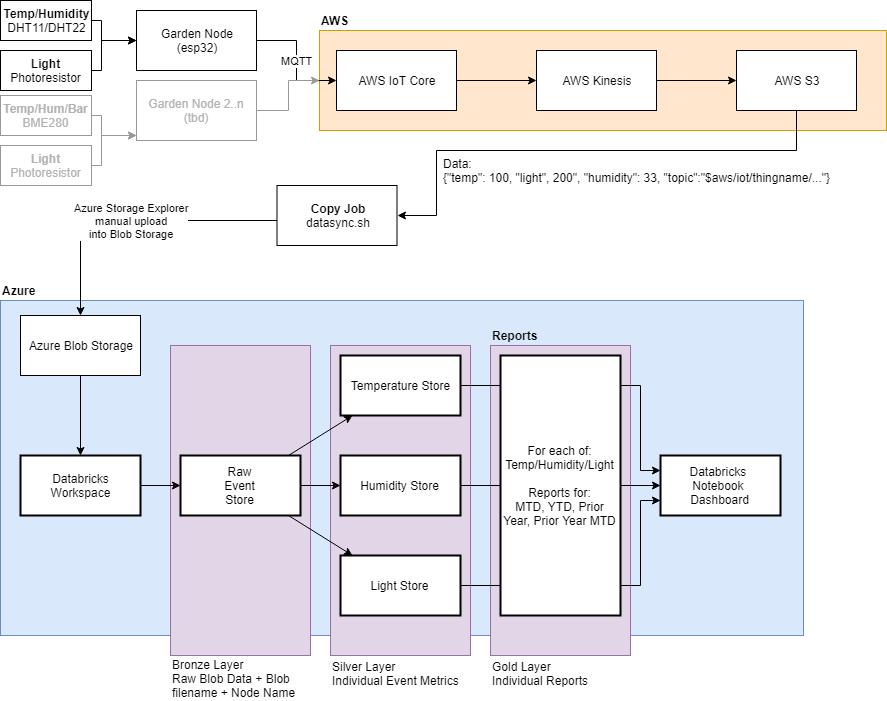 Temp/Humidity
DHT11/DHT22
Light
Photoresistor
Temp/Hum/Bar
BME280
Light
Photoresistor
Garden Node
(esp32)
Garden Node 2..n
(tbd)
MQTT
AWS
AWS IoT Core
AWS Kinesis
AWS S3
Data:
{"temp": 100, "light", 200", "humidity": 33, "topic":"$aws/iot/thingname/..."}
Copy Job
datasync.sh
Azure Storage Explorer
manual upload
into Blob Storage
Azure
Azure Blob Storage
Databricks
Workspace
Raw
Event
Store
Temperature Store
Humidity Store
Light Store
Reports
For each of:
Temp/Humidity/Light
Reports for:
MTD, YTD, Prior
Year, Prior Year MTD
Databricks
Notebook
Dashboard
Bronze Layer
Raw Blob Data + Blob
filename + Node Name
Silver Layer
Individual Event Metrics
Gold Layer
Individual Reports